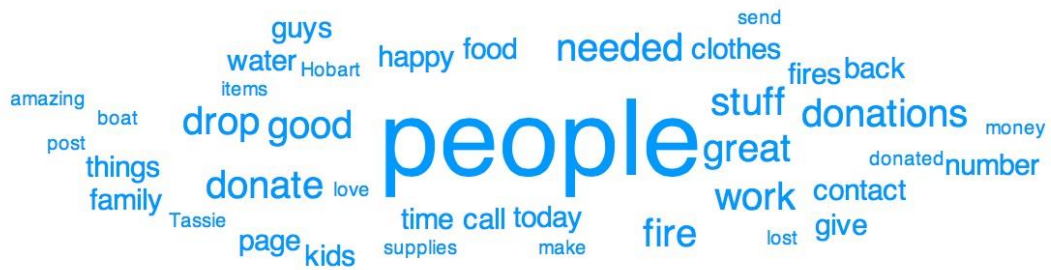 send
guys
happy food needed clothes
water Hobart
fires back
items
amazing
stuff donations
boat
drop good people great money
post
things donated number
family donate love work contact
Tassie time call today fire give
page kids supplies make lost